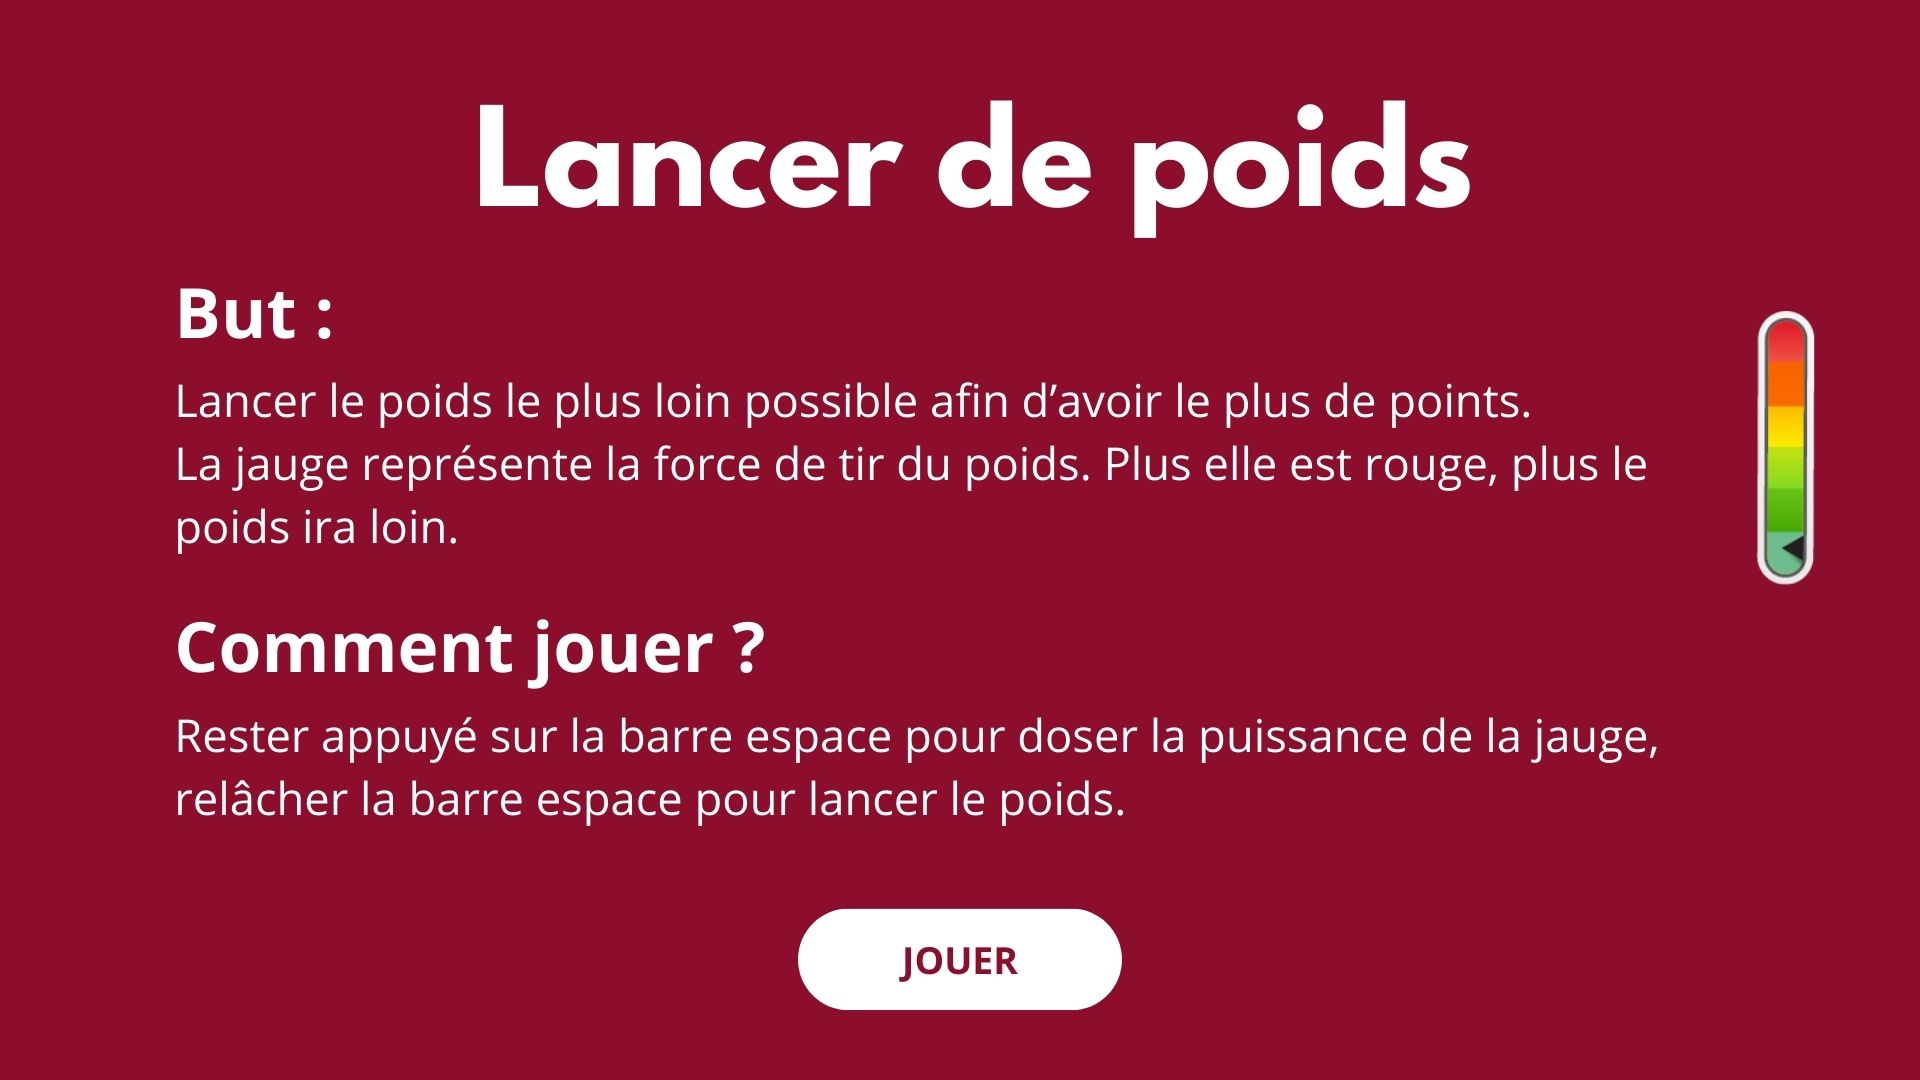 Lancer de poids
But :
Lancer le poids le plus loin possible afin d’avoir le plus de points.
La jauge représente la force de tir du poids. Plus elle est rouge, plus le
poids ira loin.
Comment jouer ?
Rester appuyé sur la barre espace pour doser la puissance de la jauge,
relâcher la barre espace pour lancer le poids.
JOUER